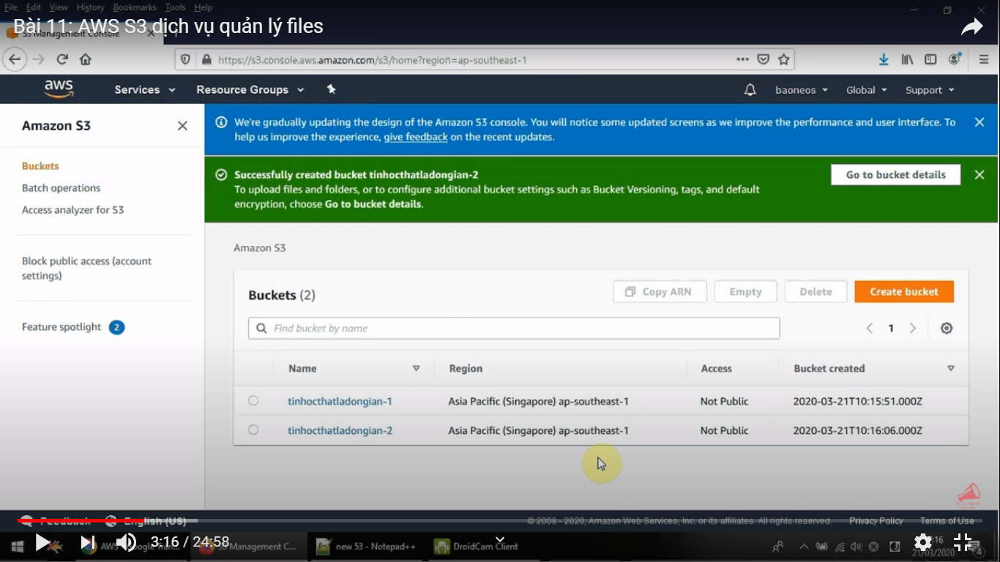 File Edit View History Bookmarks Tools Help
Bài 11: AWS S3 dịch vụ quản lý files
S3 Management Console
https://s3.console.aws.amazon.com/s3/home?region=ap-southeast-1
aws Services Resource Groups baoneos Global Support
Amazon S3
We're gradually updating the design of the Amazon S3 console. You will notice some updated screens as we improve the performance and user interface. To
help us improve the experience, give feedback on the recent updates.
Buckets
Batch operations
Access analyzer for S3
Block public access (account
settings)
Feature spotlight 2
Successfully created bucket tinhocthatladongian-2
Go to bucket details
To upload files and folders, or to configure additional bucket settings such as Bucket Versioning, tags, and default
encryption, choose Go to bucket details.
Amazon S3
Buckets (2)
Copy ARN Empty Delete Create bucket
Find bucket by name
1
Name Region Access Bucket created
tinhocthatladongian-1 Asia Pacific (Singapore) ap-southeast-1 Not Public 2020-03-21T10:15:51.000Z
tinhocthatladongian-2 Asia Pacific (Singapore) ap-southeast-1 Not Public 2020-03-21T10:16:06.000Z
Feedback English (US) © 2008 - 2020, Amazon Web Services, Inc. or its affiliates. All rights reserved. Privacy Policy Terms of Use
3:16 / 24:58
AWS Management C... new 53 - Notepad++ DroidCam Client
21/03/2020
4